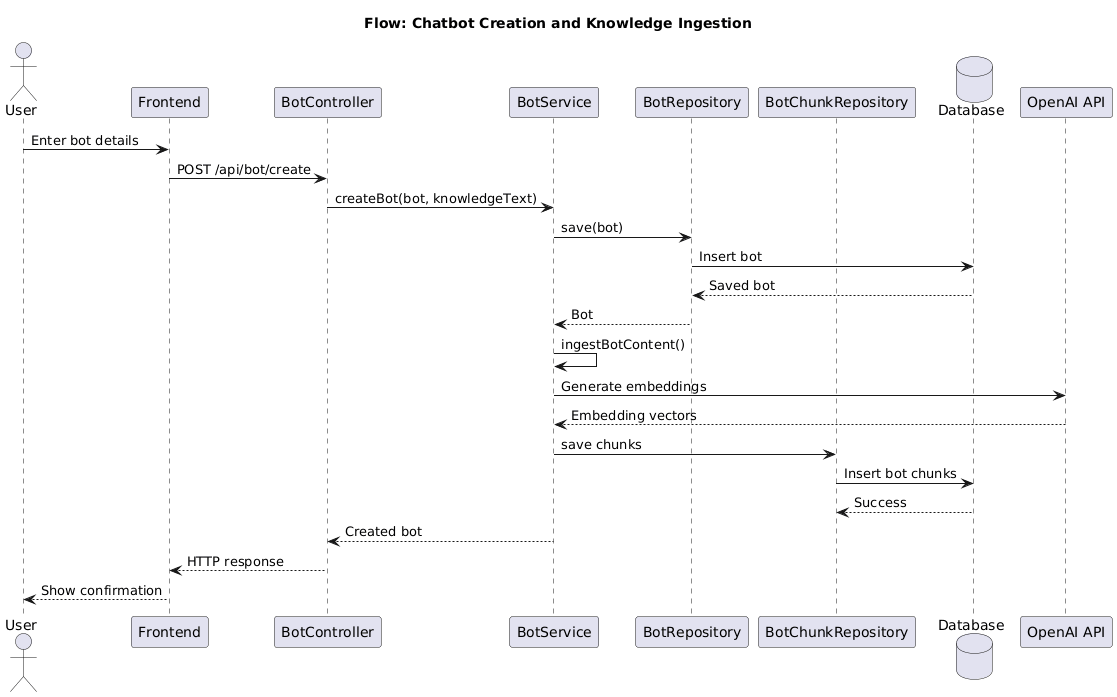 Flow: Chatbot Creation and Knowledge Ingestion
User
Frontend
BotController
BotService
BotRepository
BotChunkRepository
Database
OpenAI API
Enter bot details
POST /api/bot/create
createBot(bot, knowledgeText)
save(bot)
Insert bot
Saved bot
Bot
ingestBotContent()
Generate embeddings
Embedding vectors
save chunks
Insert bot chunks
Success
Created bot
HTTP response
Show confirmation
User
Frontend
BotController
BotService
BotRepository
BotChunkRepository
Database
OpenAI API